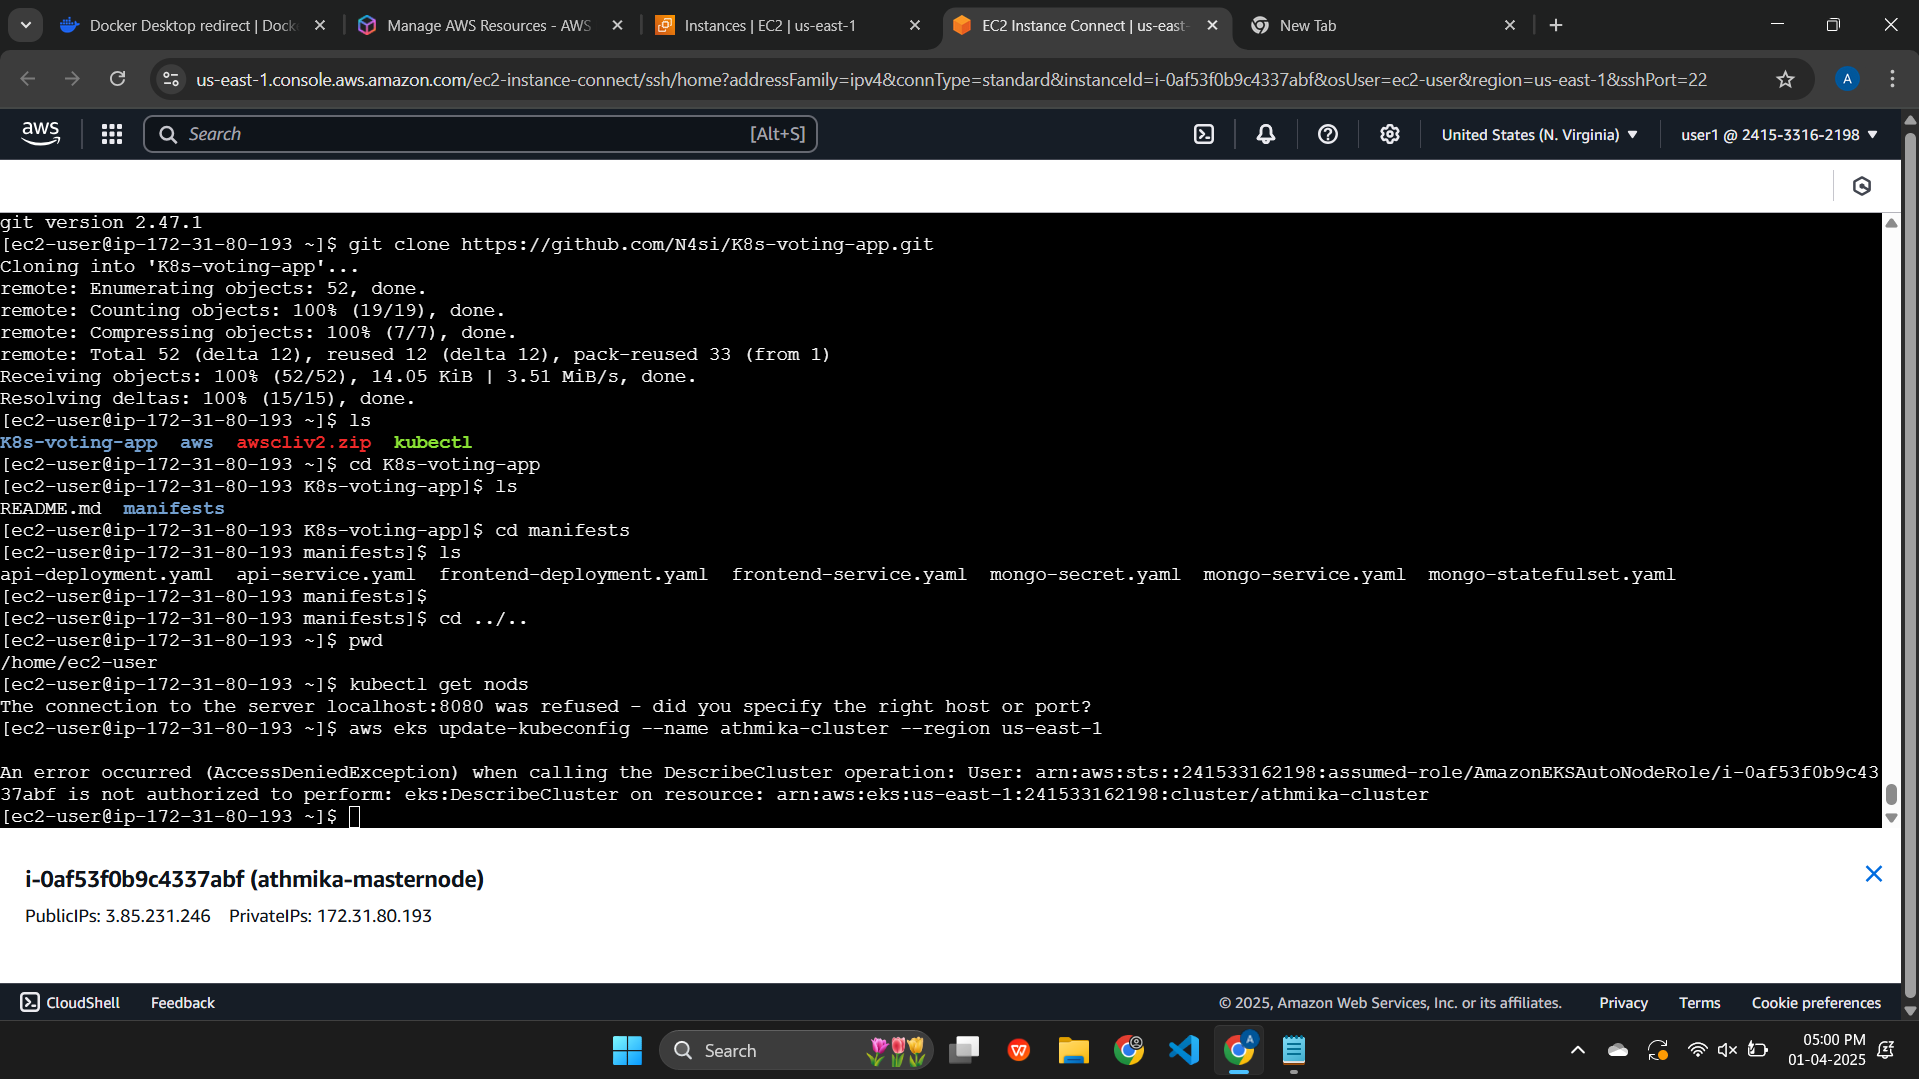 Docker Desktop redirect | Dock
Manage AWS Resources - AWS
Instances | EC2 | us-east-1
EC2 Instance Connect | us-east-
New Tab
us-east-1.console.aws.amazon.com/ec2-instance-connect/ssh/home?addressFamily=ipv4&connType=standard&instanceId=i-0af53f0b9c4337abf&osUser=ec2-user&region=us-east-1&sshPort=22
A
aws
Search
[Alt+S]
United States (N. Virginia)
user1 @ 2415-3316-2198
git version 2.47.1
[ec2-user@ip-172-31-80-193 ~]$ git clone https://github.com/N4si/K8s-voting-app.git
Cloning into 'K8s-voting-app'...
remote: Enumerating objects: 52, done.
remote: Counting objects: 100% (19/19), done.
remote: Compressing objects: 100% (7/7), done.
remote: Total 52 (delta 12), reused 12 (delta 12), pack-reused 33 (from 1)
Receiving objects: 100% (52/52), 14.05 KiB | 3.51 MiB/s, done.
Resolving deltas: 100% (15/15), done.
[ec2-user@ip-172-31-80-193 ~]$ ls
K8s-voting-app  aws  awscliv2.zip  kubectl
[ec2-user@ip-172-31-80-193 ~]$ cd K8s-voting-app
[ec2-user@ip-172-31-80-193 K8s-voting-app]$ ls
README.md  manifests
[ec2-user@ip-172-31-80-193 K8s-voting-app]$ cd manifests
[ec2-user@ip-172-31-80-193 manifests]$ ls
api-deployment.yaml  api-service.yaml  frontend-deployment.yaml  frontend-service.yaml  mongo-secret.yaml  mongo-service.yaml  mongo-statefulset.yaml
[ec2-user@ip-172-31-80-193 manifests]$
[ec2-user@ip-172-31-80-193 manifests]$ cd ../..
[ec2-user@ip-172-31-80-193 ~]$ pwd
/home/ec2-user
[ec2-user@ip-172-31-80-193 ~]$ kubectl get nods
The connection to the server localhost:8080 was refused - did you specify the right host or port?
[ec2-user@ip-172-31-80-193 ~]$ aws eks update-kubeconfig --name athmika-cluster --region us-east-1
An error occurred (AccessDeniedException) when calling the DescribeCluster operation: User: arn:aws:sts::241533162198:assumed-role/AmazonEKSAutoNodeRole/i-0af53f0b9c43
37abf is not authorized to perform: eks:DescribeCluster on resource: arn:aws:eks:us-east-1:241533162198:cluster/athmika-cluster
[ec2-user@ip-172-31-80-193 ~]$
i-0af53f0b9c4337abf (athmika-masternode)
PublicIPs: 3.85.231.246  PrivateIPs: 172.31.80.193
CloudShell
Feedback
© 2025, Amazon Web Services, Inc. or its affiliates.
Privacy
Terms
Cookie preferences
Search
A
05:00 PM
01-04-2025